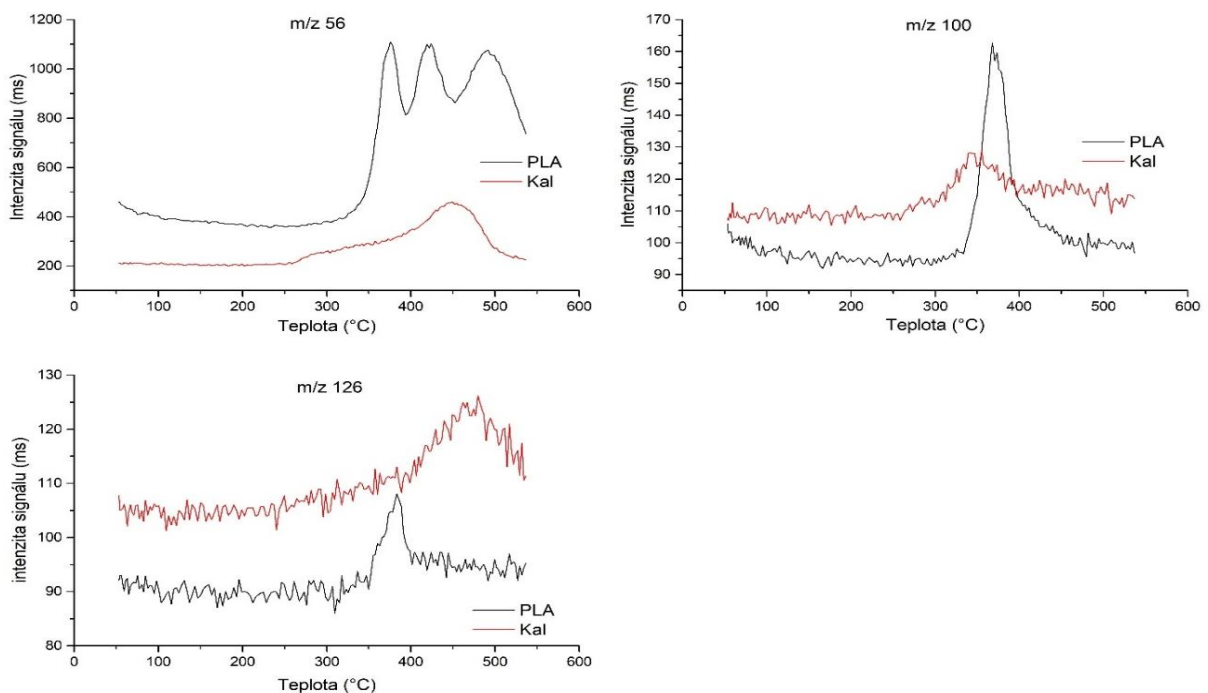 m/z 56
Intenzita signálu (ms)
1200
1000
800
600
400
200
PLA
Kal
0
100
200
300
400
500
600
Teplota (°C)
m/z 100
Intenzita signálu (ms)
170
160
150
140
130
120
110
100
90
PLA
Kal
0
100
200
300
400
500
600
Teplota (°C)
m/z 126
intenzita signálu (ms)
130
120
110
100
90
80
PLA
Kal
0
100
200
300
400
500
600
Teplota (°C)